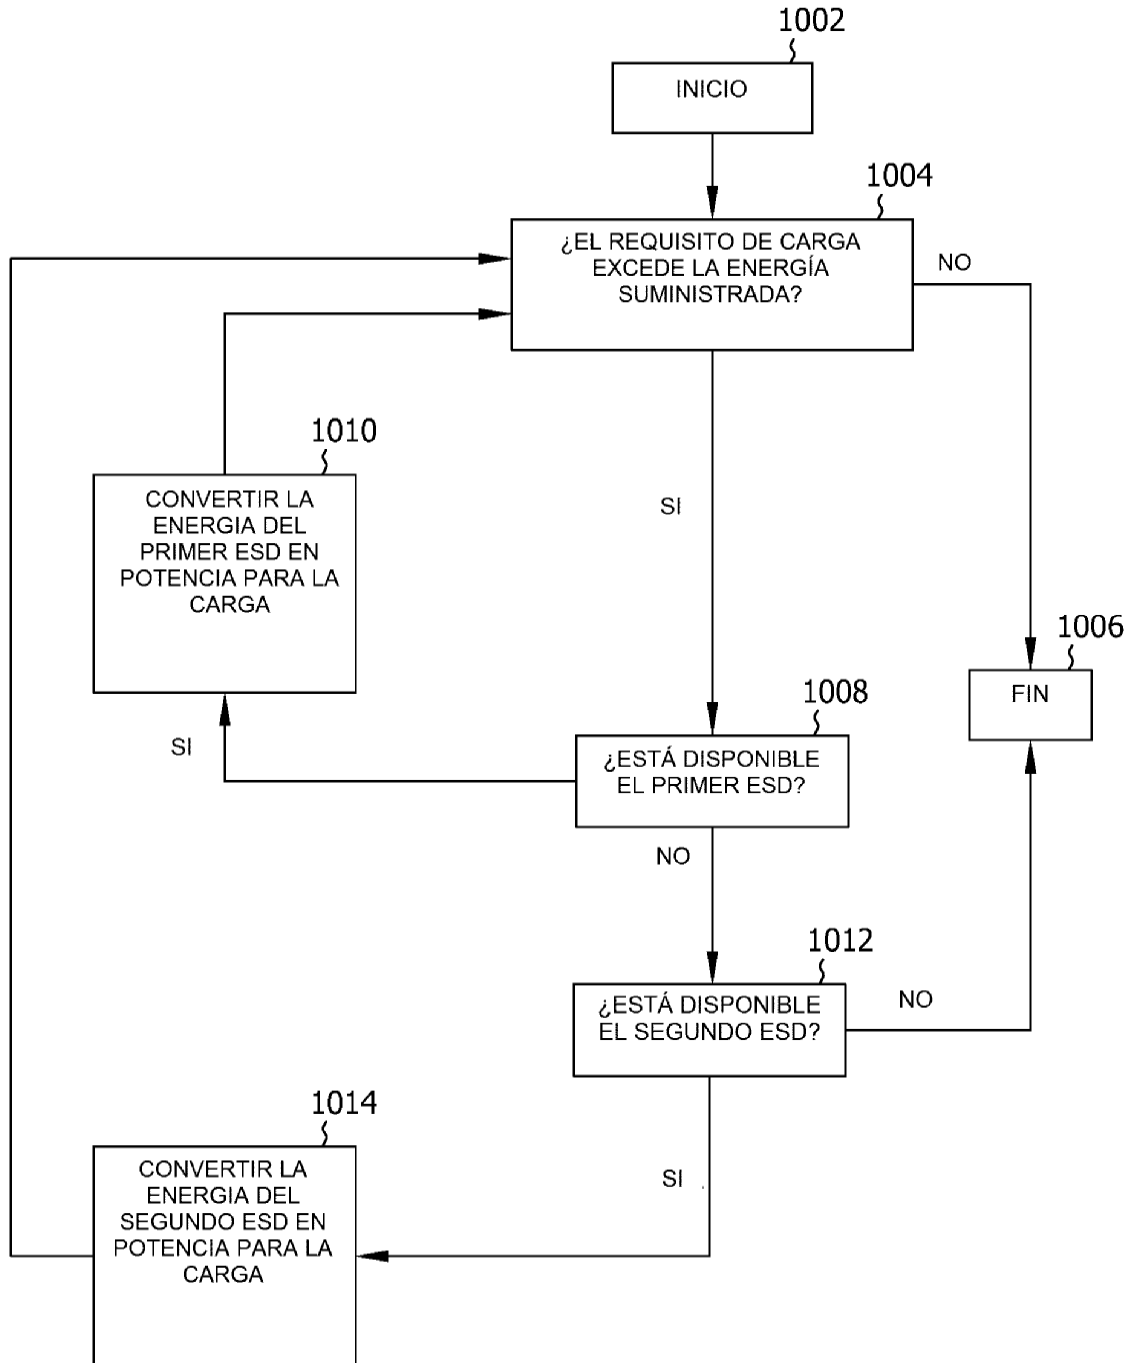 1002
INICIO
1004
¿EL REQUISITO DE CARGA
EXCEDE LA ENERGÍA
SUMINISTRADA?
NO
1010
CONVERTIR LA
ENERGIA DEL
PRIMER ESD EN
POTENCIA PARA LA
CARGA
SI
1006
FIN
1008
¿ESTÁ DISPONIBLE
EL PRIMER ESD?
SI
NO
1012
¿ESTÁ DISPONIBLE
EL SEGUNDO ESD?
NO
1014
CONVERTIR LA
ENERGIA DEL
SEGUNDO ESD EN
POTENCIA PARA LA
CARGA
SI